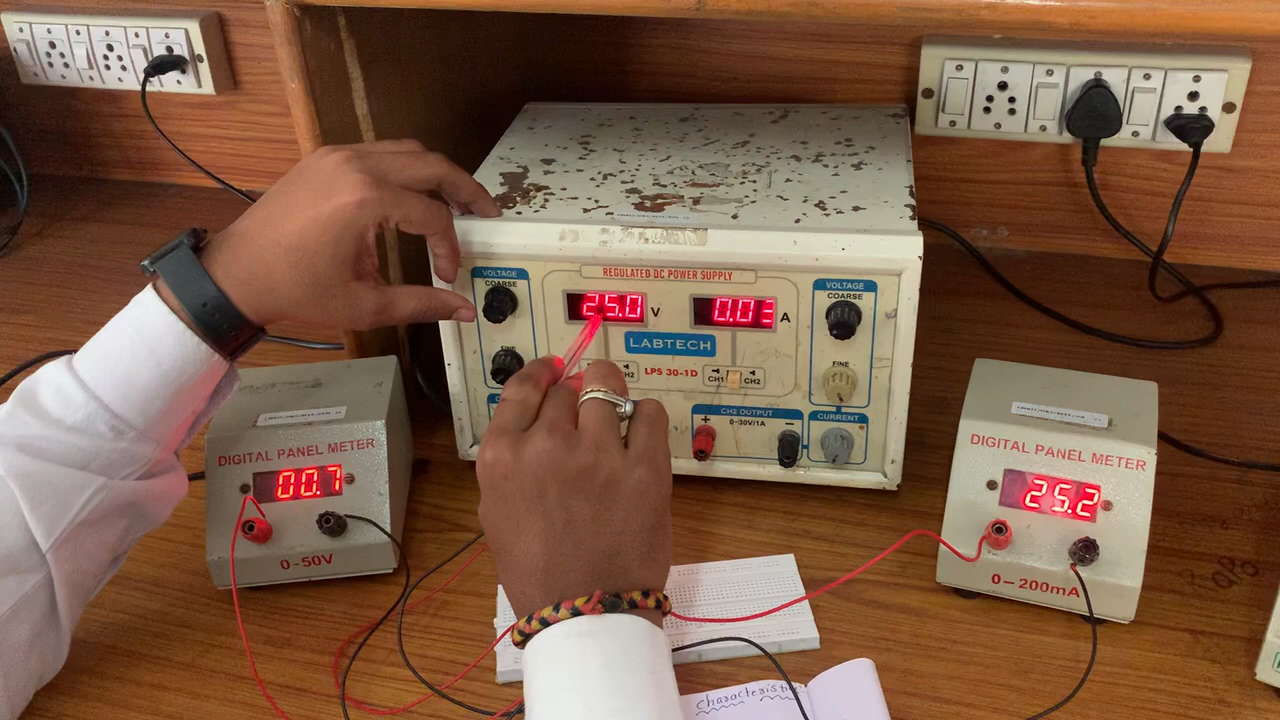 REGULATED DC POWER SUPPLY
VOLTAGE
COARSE
25.0 V
0.03 A
VOLTAGE
COARSE
LABTECH
FINE
FINE
CH2
LPS 30-1D
CH1 CH2
CH2 OUTPUT
0-30V/1A
+ -
CURRENT
DIGITAL PANEL METER
00.7
0-50V
DIGITAL PANEL METER
25.2
0-200mA
characteristic